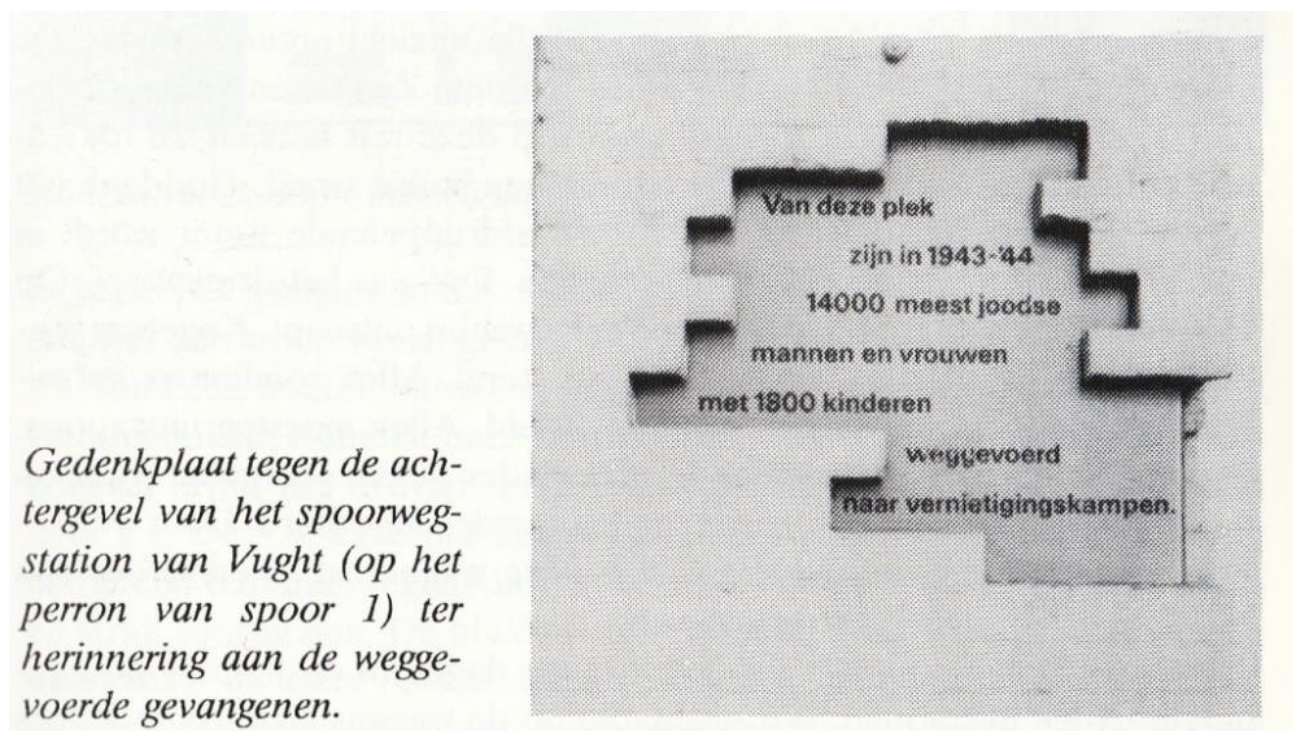 Gedenkplaat tegen de ach-
tergevel van het spoorweg-
station van Vught (op het
perron van spoor 1) ter
herinnering aan de wegge-
voerde gevangenen.
Van deze plek
zijn in 1943-'44
14000 meest joodse
mannen en vrouwen
met 1800 kinderen
weggevoerd
naar vernietigingskampen.